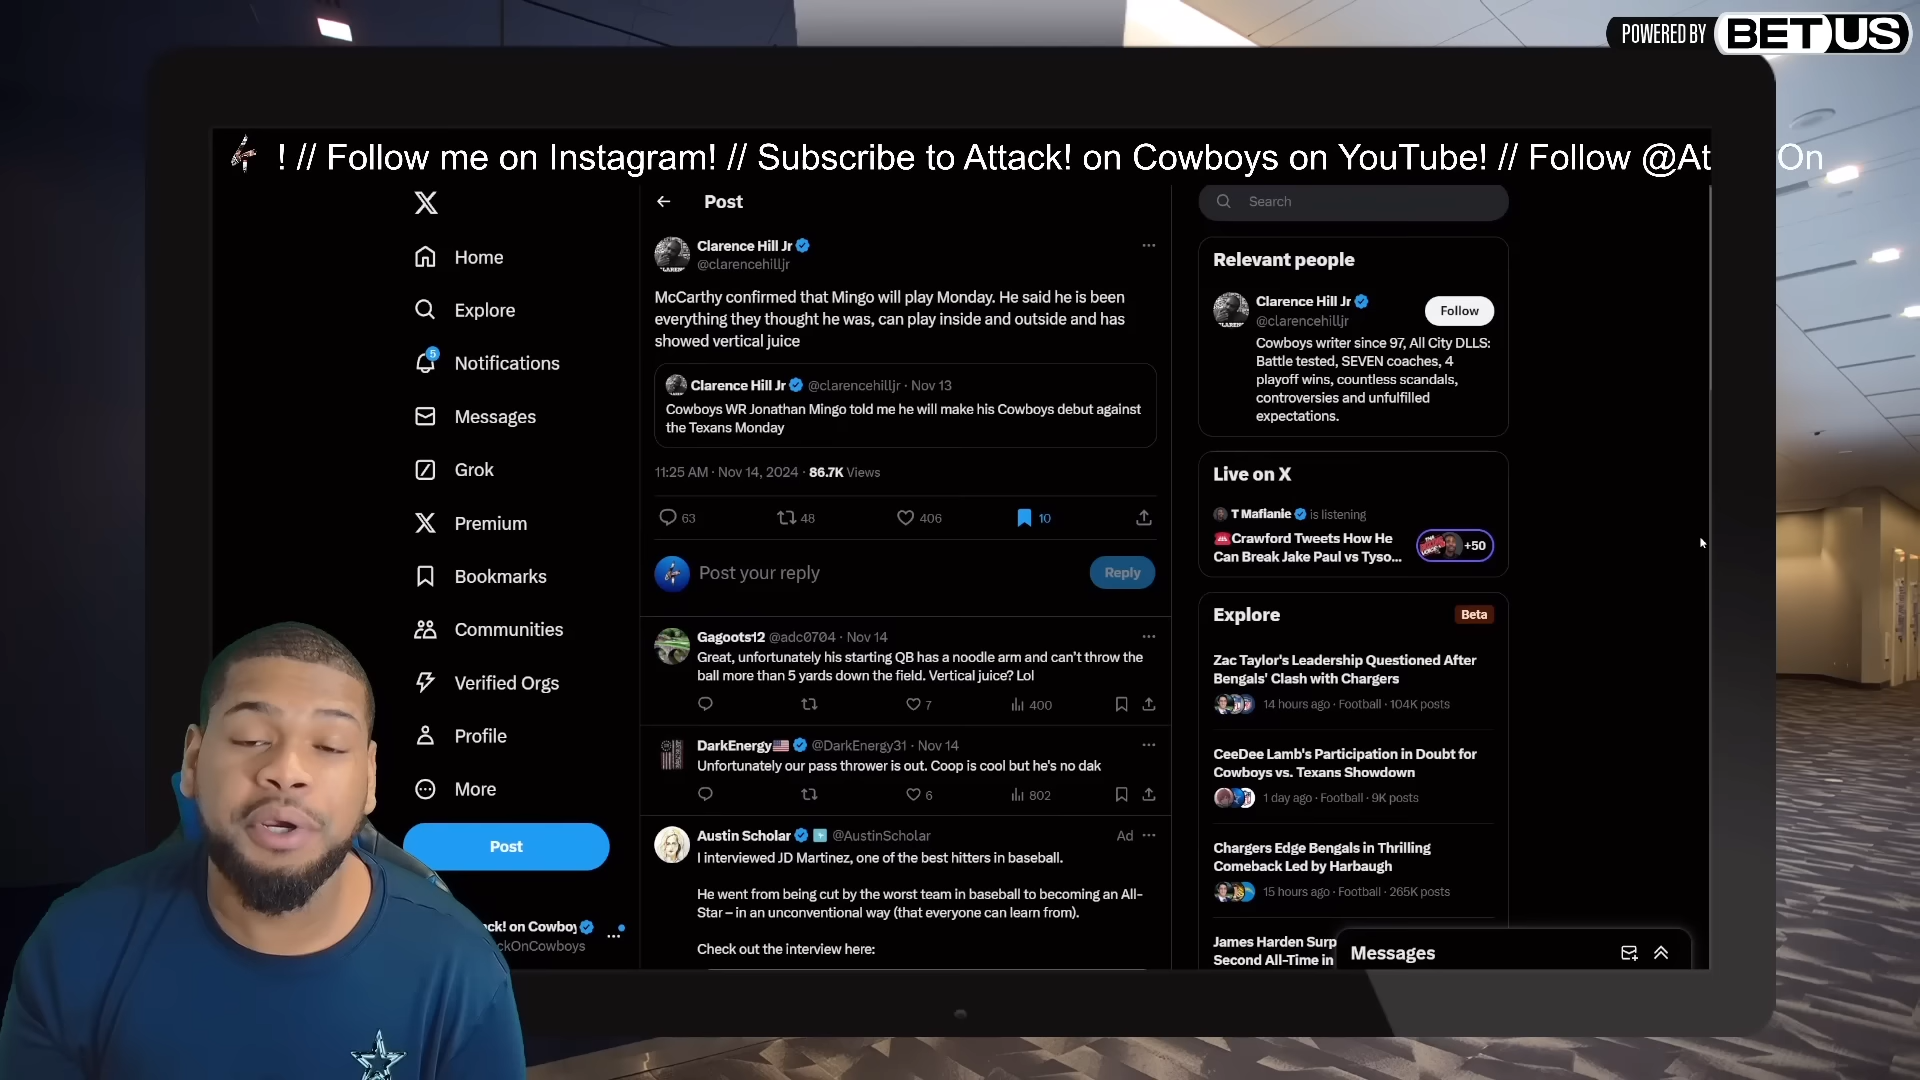 POWERED BY BETUS
! // Follow me on Instagram! // Subscribe to Attack! on Cowboys on YouTube! // Follow @At On
Home
Explore
5
Notifications
Messages
Grok
Premium
Bookmarks
Communities
Verified Orgs
Profile
More
Post
ck! on Cowboy
ckOnCowboys
Post
Clarence Hill Jr
@clarencehilljr
McCarthy confirmed that Mingo will play Monday. He said he is been
everything they thought he was, can play inside and outside and has
showed vertical juice
Clarence Hill Jr @clarencehilljr · Nov 13
Cowboys WR Jonathan Mingo told me he will make his Cowboys debut against
the Texans Monday
11:25 AM · Nov 14, 2024 · 86.7K Views
63 48 406 10
Post your reply
Reply
Gagoots12 @adc0704 · Nov 14
Great, unfortunately his starting QB has a noodle arm and can't throw the
ball more than 5 yards down the field. Vertical juice? Lol
7 400
DarkEnergy @DarkEnergy31 · Nov 14
Unfortunately our pass thrower is out. Coop is cool but he's no dak
6 802
Austin Scholar @AustinScholar Ad
I interviewed JD Martinez, one of the best hitters in baseball.
He went from being cut by the worst team in baseball to becoming an All-
Star – in an unconventional way (that everyone can learn from).
Check out the interview here:
Search
Relevant people
Clarence Hill Jr
@clarencehilljr
Follow
Cowboys writer since 97, All City DLLS:
Battle tested, SEVEN coaches, 4
playoff wins, countless scandals,
controversies and unfulfilled
expectations.
Live on X
T Mafianie is listening
Crawford Tweets How He
Can Break Jake Paul vs Tyso...
+50
Explore
Beta
Zac Taylor's Leadership Questioned After
Bengals' Clash with Chargers
14 hours ago · Football · 104K posts
CeeDee Lamb's Participation in Doubt for
Cowboys vs. Texans Showdown
1 day ago · Football · 9K posts
Chargers Edge Bengals in Thrilling
Comeback Led by Harbaugh
15 hours ago · Football · 265K posts
James Harden Surp
Second All-Time in
Messages